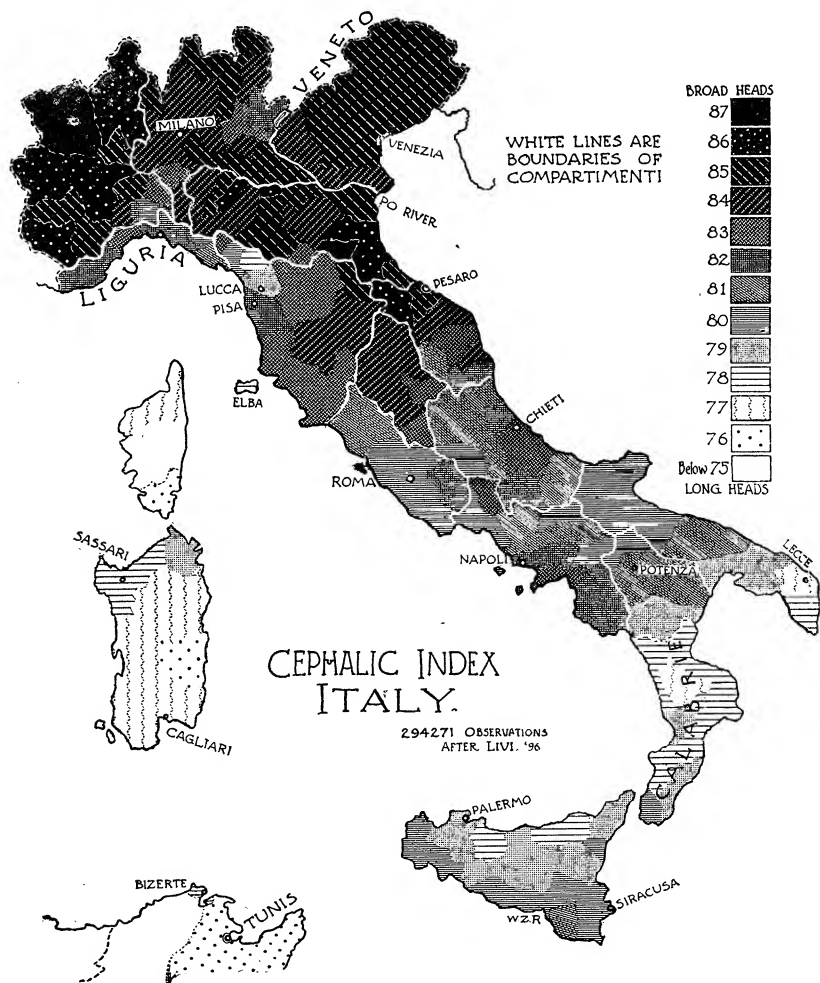 VENETO
MILANO
VENEZIA
PO RIVER
LIGURIA
LUCCA
PISA
PESARO
ELBA
CHIETI
ROMA
NAPOLI
POTENZA
LECCE
SASSARI
CAGLIARI
CALABRIE
PALERMO
SIRACUSA
W.Z.R
BIZERTE
TUNIS
WHITE LINES ARE
BOUNDARIES OF
COMPARTIMENTI
BROAD HEADS
87
86
85
84
83
82
81
80
79
78
77
76
Below 75
LONG HEADS
CEPHALIC INDEX
ITALY.
294271 OBSERVATIONS
AFTER LIVI. '96